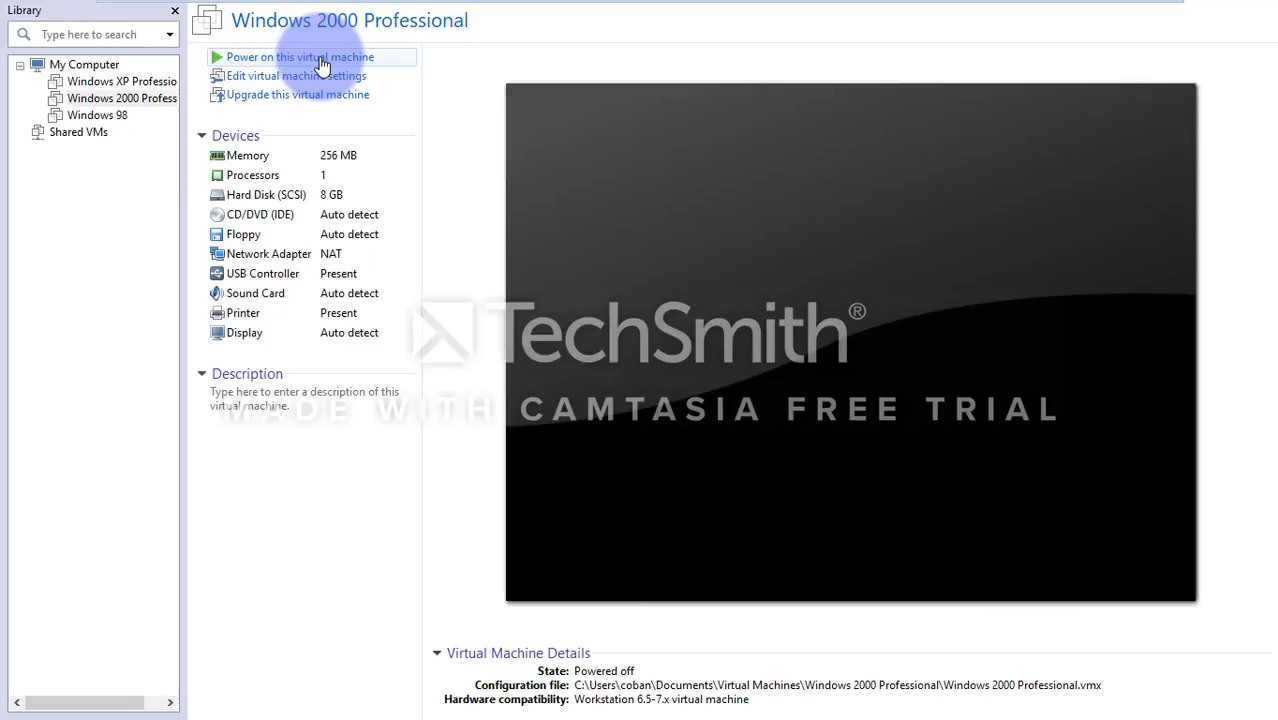 Library
Type here to search
My Computer
Windows XP Professio
Windows 2000 Profess
Windows 98
Shared VMs
Windows 2000 Professional
Power on this virtual machine
Edit virtual machine settings
Upgrade this virtual machine
Devices
Memory 256 MB
Processors 1
Hard Disk (SCSI) 8 GB
CD/DVD (IDE) Auto detect
Floppy Auto detect
Network Adapter NAT
USB Controller Present
Sound Card Auto detect
Printer Present
Display Auto detect
Description
Type here to enter a description of this
virtual machine.
TechSmith®
MADE WITH CAMTASIA FREE TRIAL
Virtual Machine Details
State: Powered off
Configuration file: C:\Users\coban\Documents\Virtual Machines\Windows 2000 Professional\Windows 2000 Professional.vmx
Hardware compatibility: Workstation 6.5-7.x virtual machine